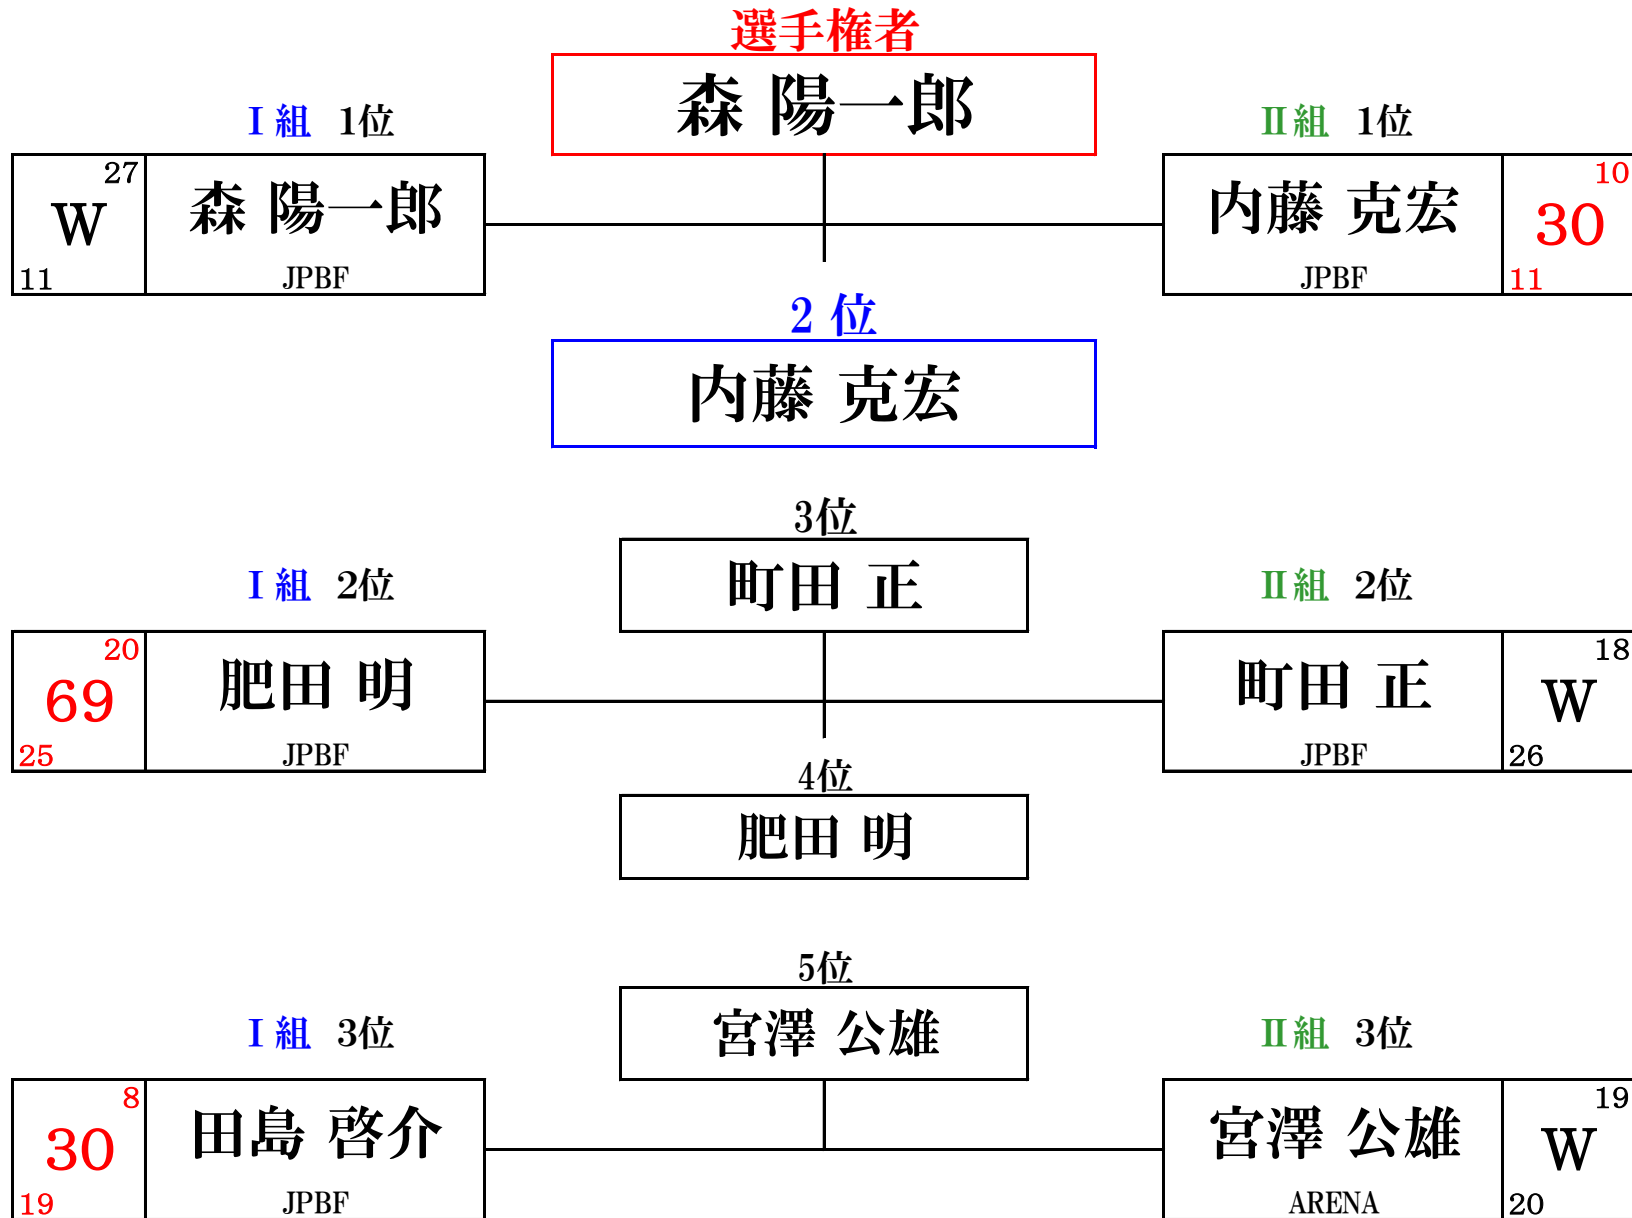 選手権者
森 陽一郎
Ⅰ組 1位
Ⅱ組 1位
27
W
11
森 陽一郎
JPBF
内藤 克宏
JPBF
10
30
11
2 位
内藤 克宏
3位
町田 正
Ⅰ組 2位
Ⅱ組 2位
20
69
25
肥田 明
JPBF
町田 正
JPBF
18
W
26
4位
肥田 明
5位
宮澤 公雄
Ⅰ組 3位
Ⅱ組 3位
8
30
19
田島 啓介
JPBF
宮澤 公雄
ARENA
19
W
20